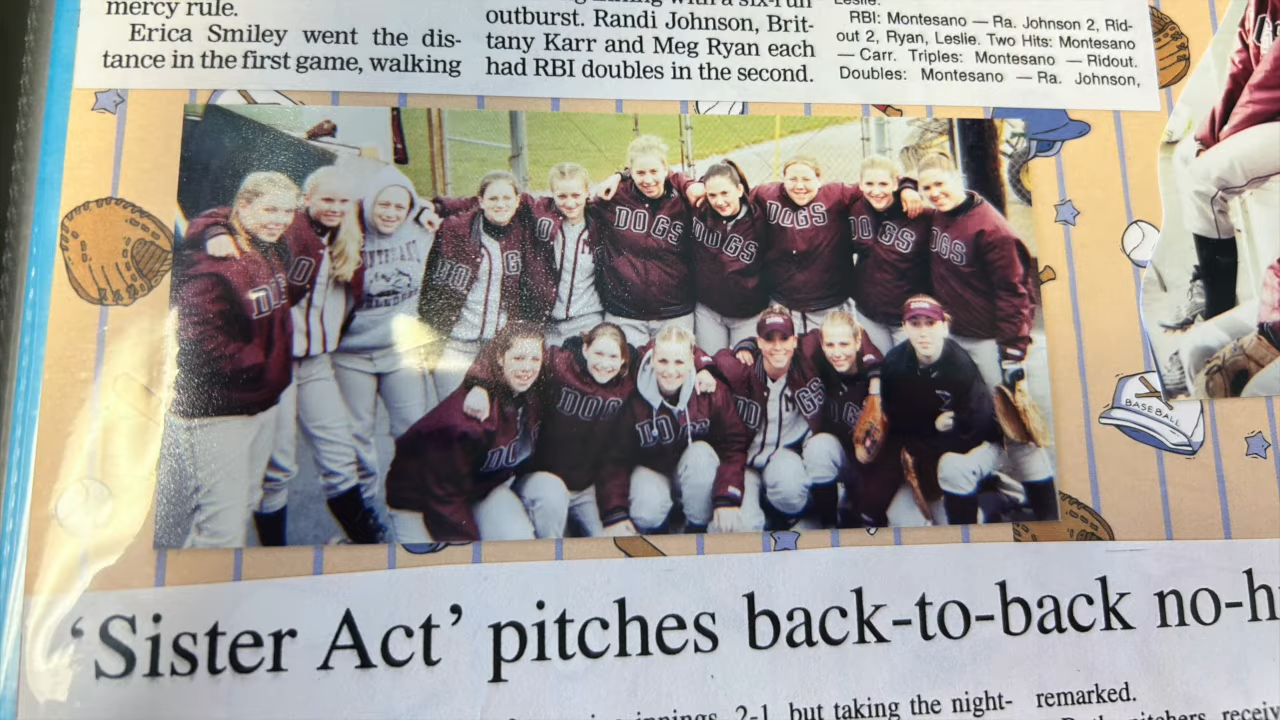 mercy rule.
Erica Smiley went the dis-
tance in the first game, walking
outburst. Randi Johnson, Brit-
tany Karr and Meg Ryan each
had RBI doubles in the second.
Leslie.
RBI: Montesano — Ra. Johnson 2, Rid-
out 2, Ryan, Leslie. Two Hits: Montesano
— Carr. Triples: Montesano — Ridout.
Doubles: Montesano — Ra. Johnson,
DOGS
DOGS
DOGS
DOGS
DOGS
DOGS
BASEBALL
'Sister Act' pitches back-to-back no-h
innings, 2-1, but taking the night-
remarked.